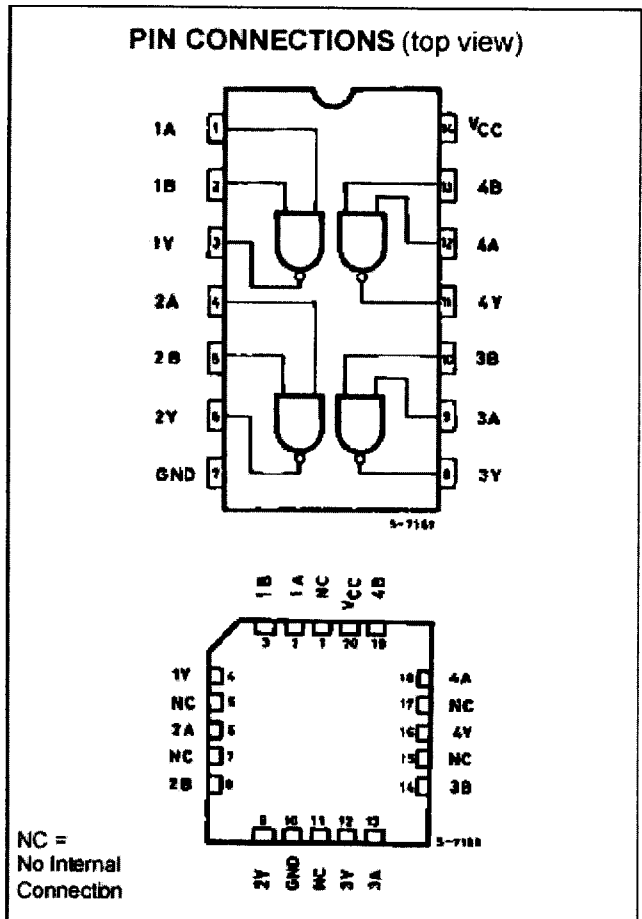 PIN CONNECTIONS (top view)
1A 1 14 VCC
1B 2 13 4B
1Y 3 12 4A
2A 4 11 4Y
2B 5 10 3B
2Y 6 9 3A
GND 7 8 3Y
1B 1A NC VCC 4B
3 2 1 20 19
1Y 4 18 4A
NC 5 17 NC
2A 6 16 4Y
NC 7 15 NC
2B 8 14 3B
9 10 11 12 13
S-7188
2Y GND NC 3Y 3A
NC =
No Internal
Connection